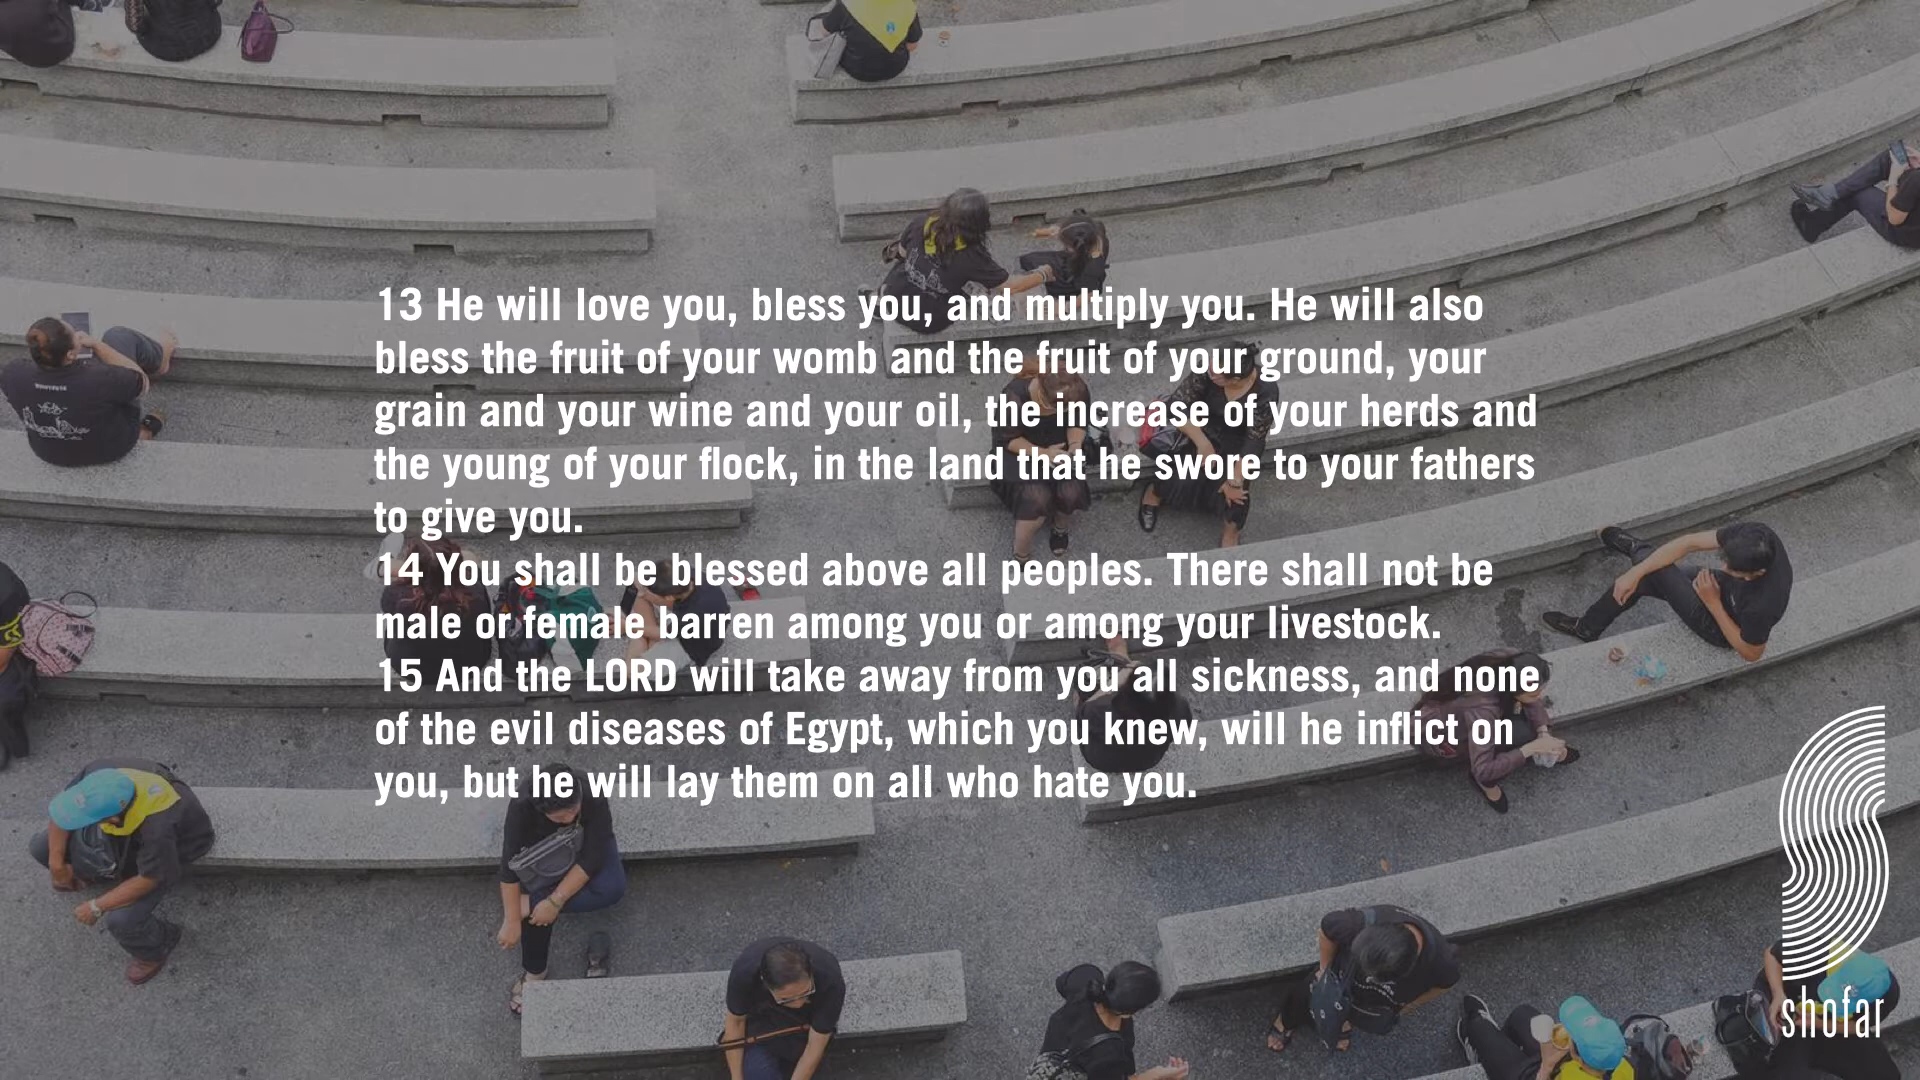 13 He will love you, bless you, and multiply you. He will also
bless the fruit of your womb and the fruit of your ground, your
grain and your wine and your oil, the increase of your herds and
the young of your flock, in the land that he swore to your fathers
to give you.
14 You shall be blessed above all peoples. There shall not be
male or female barren among you or among your livestock.
15 And the LORD will take away from you all sickness, and none
of the evil diseases of Egypt, which you knew, will he inflict on
you, but he will lay them on all who hate you.
shofar